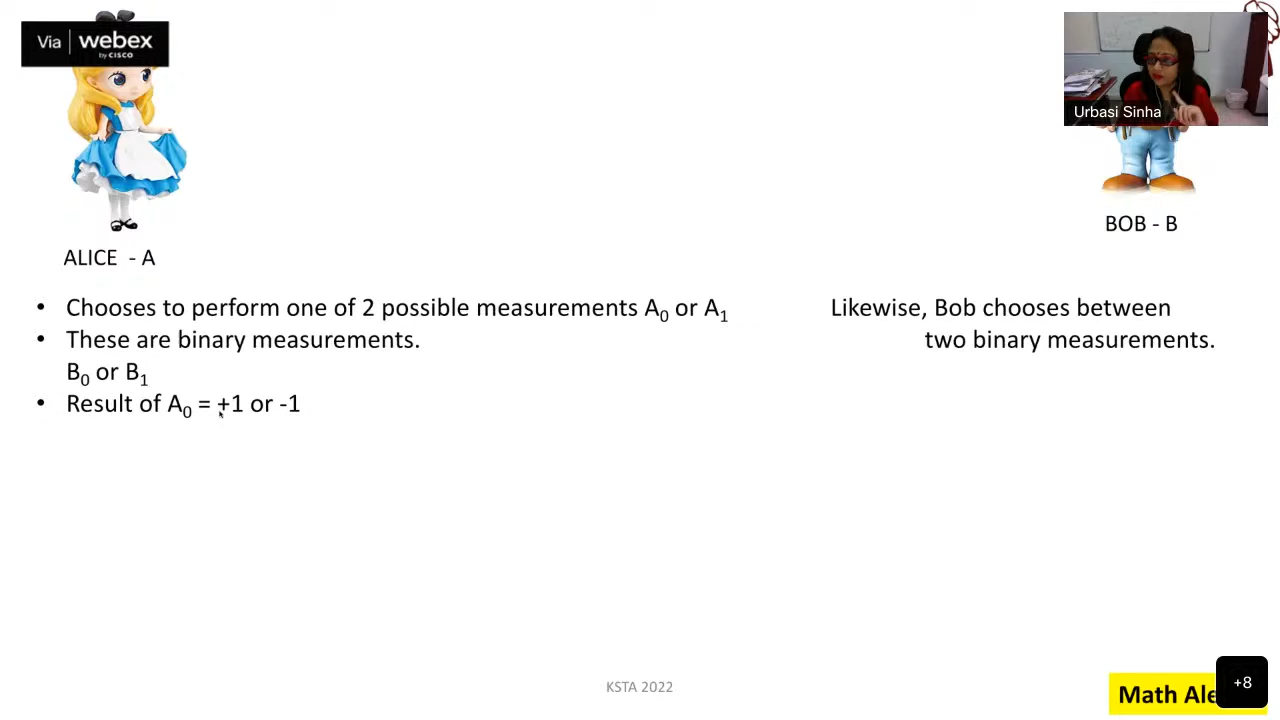 Via | webex
by CISCO
Urbasi Sinha
BOB - B
ALICE - A
• Chooses to perform one of 2 possible measurements A₀ or A₁ Likewise, Bob chooses between
• These are binary measurements. two binary measurements.
B₀ or B₁
• Result of A₀ = +1 or -1
KSTA 2022
Math
+8